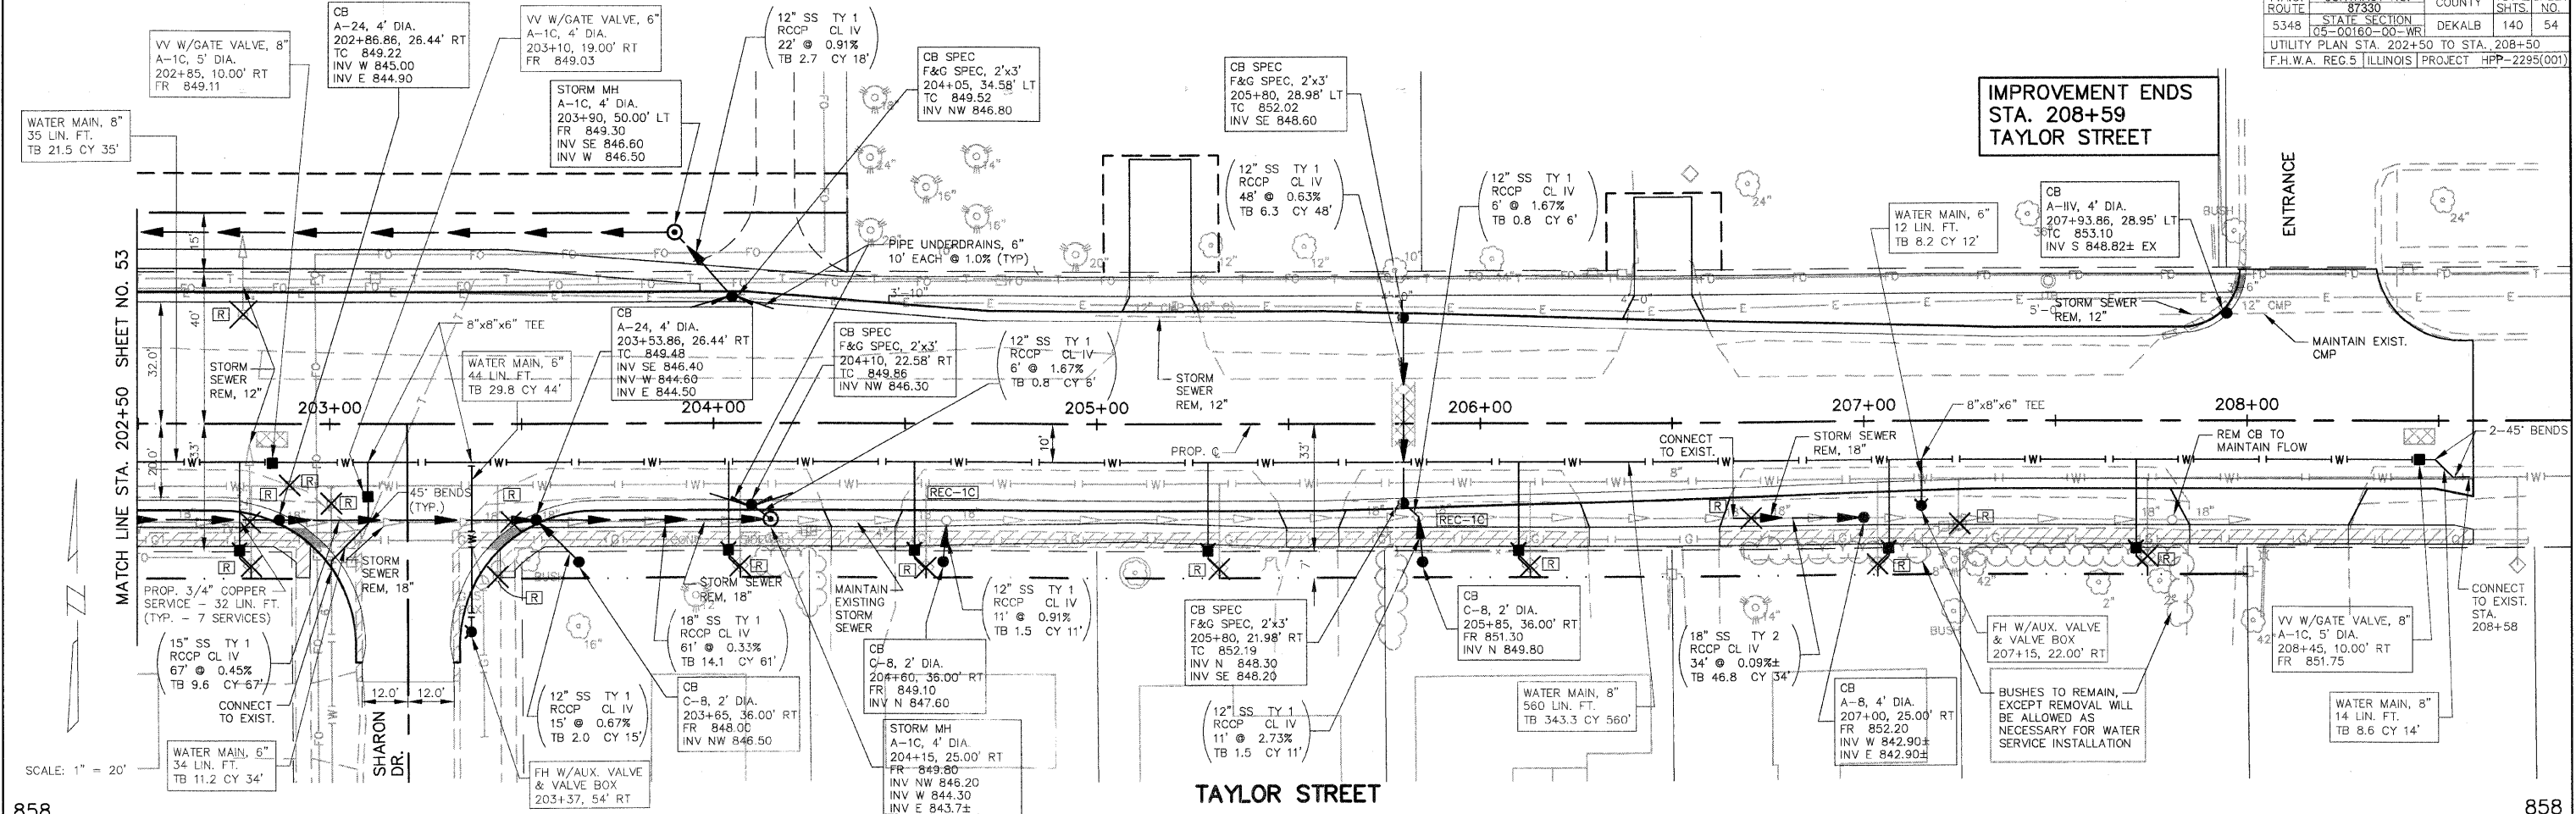 ROUTE
87330
COUNTY
SHTS.
NO.
5348
STATE SECTION
05-00160-00-WR
DEKALB
140
54
UTILITY PLAN STA. 202+50 TO STA. 208+50
F.H.W.A. REG.5 ILLINOIS PROJECT HPP-2295(001)
IMPROVEMENT ENDS
STA. 208+59
TAYLOR STREET
WATER MAIN, 8"
35 LIN. FT.
TB 21.5 CY 35'
VV W/GATE VALVE, 8"
A-1C, 5' DIA.
202+85, 10.00' RT
FR 849.11
CB
A-24, 4' DIA.
202+86.86, 26.44' RT
TC 849.22
INV W 845.00
INV E 844.90
VV W/GATE VALVE, 6"
A-1C, 4' DIA.
203+10, 19.00' RT
FR 849.03
STORM MH
A-1C, 4' DIA.
203+90, 50.00' LT
FR 849.30
INV SE 846.60
INV W 846.50
12" SS TY 1
RCCP CL IV
22' @ 0.91%
TB 2.7 CY 18'
CB SPEC
F&G SPEC, 2'x3'
204+05, 34.58' LT
TC 849.52
INV NW 846.80
CB SPEC
F&G SPEC, 2'x3'
205+80, 28.98' LT
TC 852.02
INV SE 848.60
12" SS TY 1
RCCP CL IV
48' @ 0.63%
TB 6.3 CY 48'
12" SS TY 1
RCCP CL IV
6' @ 1.67%
TB 0.8 CY 6'
WATER MAIN, 6"
12 LIN. FT.
TB 8.2 CY 12'
CB
A-IIV, 4' DIA.
207+93.86, 28.95' LT
TC 853.10
INV S 848.82± EX
ENTRANCE
BUSH
24"
24"
14"
16"
18"
20"
12"
12"
10"
PIPE UNDERDRAINS, 6"
10' EACH @ 1.0% (TYP)
3'-10"
4'-0"
12" CMP
STORM SEWER
REM, 12"
MAINTAIN EXIST.
CMP
MATCH LINE STA. 202+50 SHEET NO. 53
15'
40'
32.0'
33'
20.0'
R
STORM
SEWER
REM, 12"
8"x8"x6" TEE
WATER MAIN, 6"
44 LIN. FT.
TB 29.8 CY 44'
CB
A-24, 4' DIA.
203+53.86, 26.44' RT
TC 849.48
INV SE 846.40
INV W 844.60
INV E 844.50
CB SPEC
F&G SPEC, 2'x3'
204+10, 22.58' RT
TC 849.86
INV NW 846.30
12" SS TY 1
RCCP CL IV
6' @ 1.67%
TB 0.8 CY 6'
STORM
SEWER
REM, 12"
203+00
204+00
205+00
206+00
207+00
208+00
10'
33'
PROP. ℄
CONNECT
TO EXIST.
STORM SEWER
REM, 18"
8"x8"x6" TEE
REM CB TO
MAINTAIN FLOW
2-45° BENDS
45° BENDS
(TYP.)
REC-1C
REC-1C
8"
7'
PROP. 3/4" COPPER
SERVICE - 32 LIN. FT.
(TYP. - 7 SERVICES)
STORM
SEWER
REM, 18"
15" SS TY 1
RCCP CL IV
67' @ 0.45%
TB 9.6 CY 67'
CONNECT
TO EXIST.
WATER MAIN, 6"
34 LIN. FT.
TB 11.2 CY 34'
12.0' 12.0'
SHARON
DR.
BUSH
16"
12" SS TY 1
RCCP CL IV
15' @ 0.67%
TB 2.0 CY 15'
FH W/AUX. VALVE
& VALVE BOX
203+37, 54' RT
STORM SEWER
REM, 18"
18" SS TY 1
RCCP CL IV
61' @ 0.33%
TB 14.1 CY 61'
CB
C-8, 2' DIA.
203+65, 36.00' RT
FR 848.00
INV NW 846.50
MAINTAIN
EXISTING
STORM
SEWER
CB
C-8, 2' DIA.
204+60, 36.00' RT
FR 849.10
INV N 847.60
STORM MH
A-1C, 4' DIA.
204+15, 25.00' RT
FR 849.80
INV NW 846.20
INV W 844.30
INV E 843.7±
12" SS TY 1
RCCP CL IV
11' @ 0.91%
TB 1.5 CY 11'
CB SPEC
F&G SPEC, 2'x3'
205+80, 21.98' RT
TC 852.19
INV N 848.30
INV SE 848.20
12" SS TY 1
RCCP CL IV
11' @ 2.73%
TB 1.5 CY 11'
CB
C-8, 2' DIA.
205+85, 36.00' RT
FR 851.30
INV N 849.80
WATER MAIN, 8"
560 LIN. FT.
TB 343.3 CY 560'
18" SS TY 2
RCCP CL IV
34' @ 0.09%±
TB 46.8 CY 34'
14"
CB
A-8, 4' DIA.
207+00, 25.00' RT
FR 852.20
INV W 842.90±
INV E 842.90±
FH W/AUX. VALVE
& VALVE BOX
207+15, 22.00' RT
BUSHES TO REMAIN,
EXCEPT REMOVAL WILL
BE ALLOWED AS
NECESSARY FOR WATER
SERVICE INSTALLATION
42"
BUSH
2"
42"
VV W/GATE VALVE, 8"
A-1C, 5' DIA.
208+45, 10.00' RT
FR 851.75
WATER MAIN, 8"
14 LIN. FT.
TB 8.6 CY 14'
CONNECT
TO EXIST.
STA.
208+58
SCALE: 1" = 20'
TAYLOR STREET
858
858